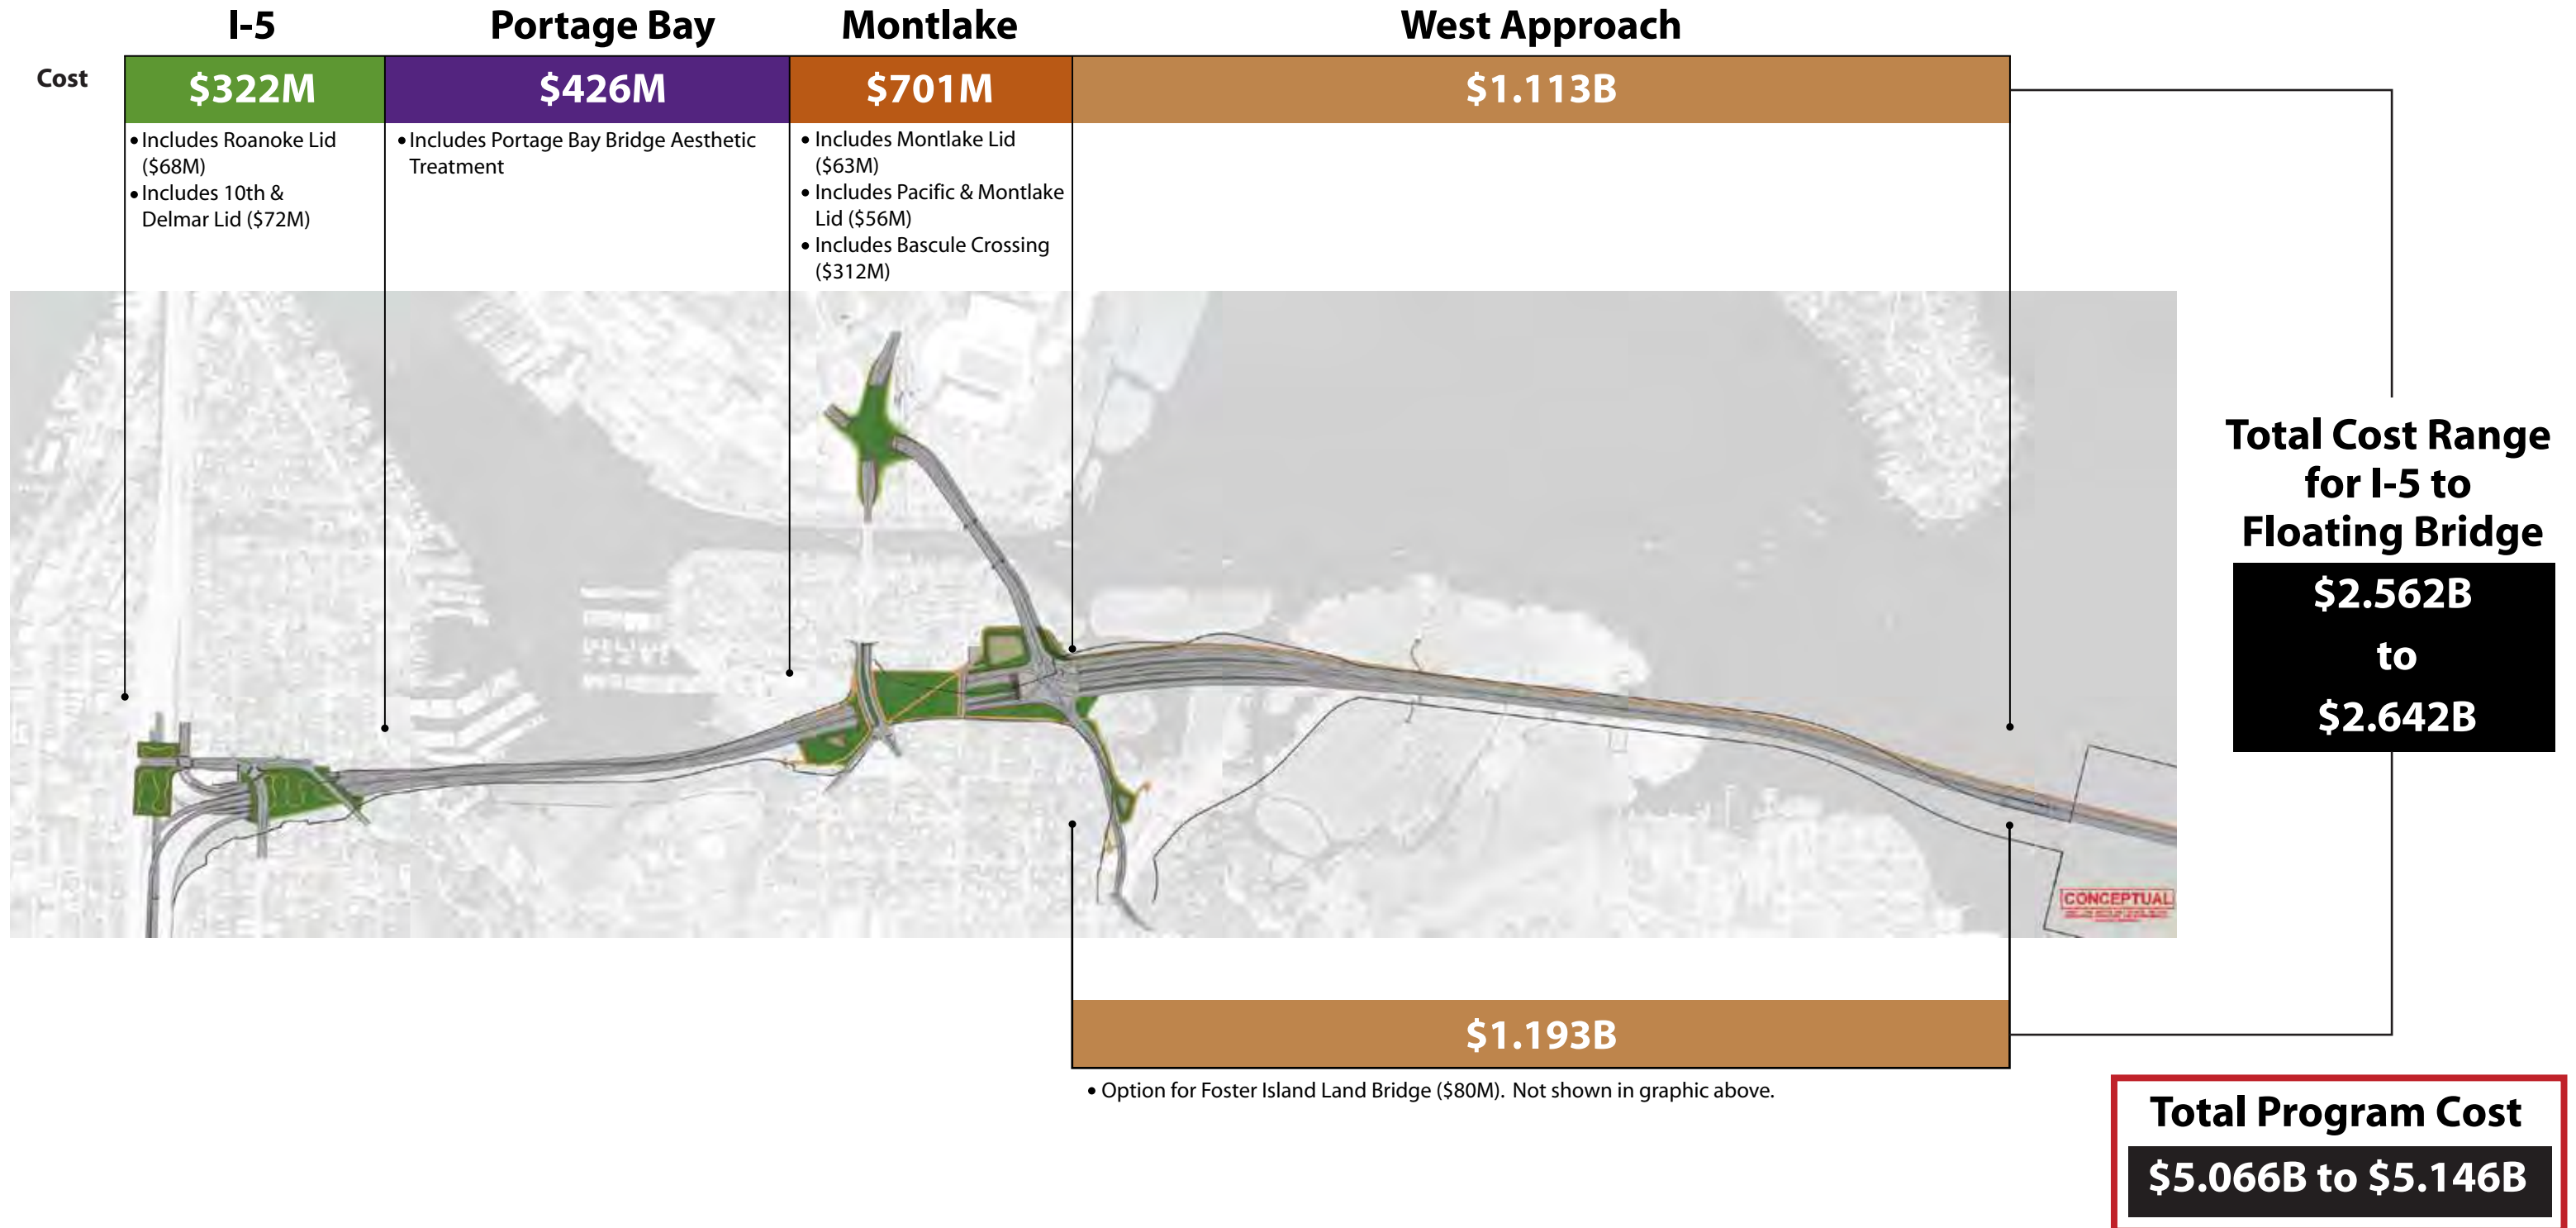 I-5
Portage Bay
Montlake
West Approach
Cost
$322M
$426M
$701M
$1.113B
• Includes Roanoke Lid
($68M)
• Includes 10th &
Delmar Lid ($72M)
• Includes Portage Bay Bridge Aesthetic
Treatment
• Includes Montlake Lid
($63M)
• Includes Pacific & Montlake
Lid ($56M)
• Includes Bascule Crossing
($312M)
Total Cost Range
for I-5 to
Floating Bridge
$2.562B
to
$2.642B
CONCEPTUAL
$1.193B
• Option for Foster Island Land Bridge ($80M). Not shown in graphic above.
Total Program Cost
$5.066B to $5.146B